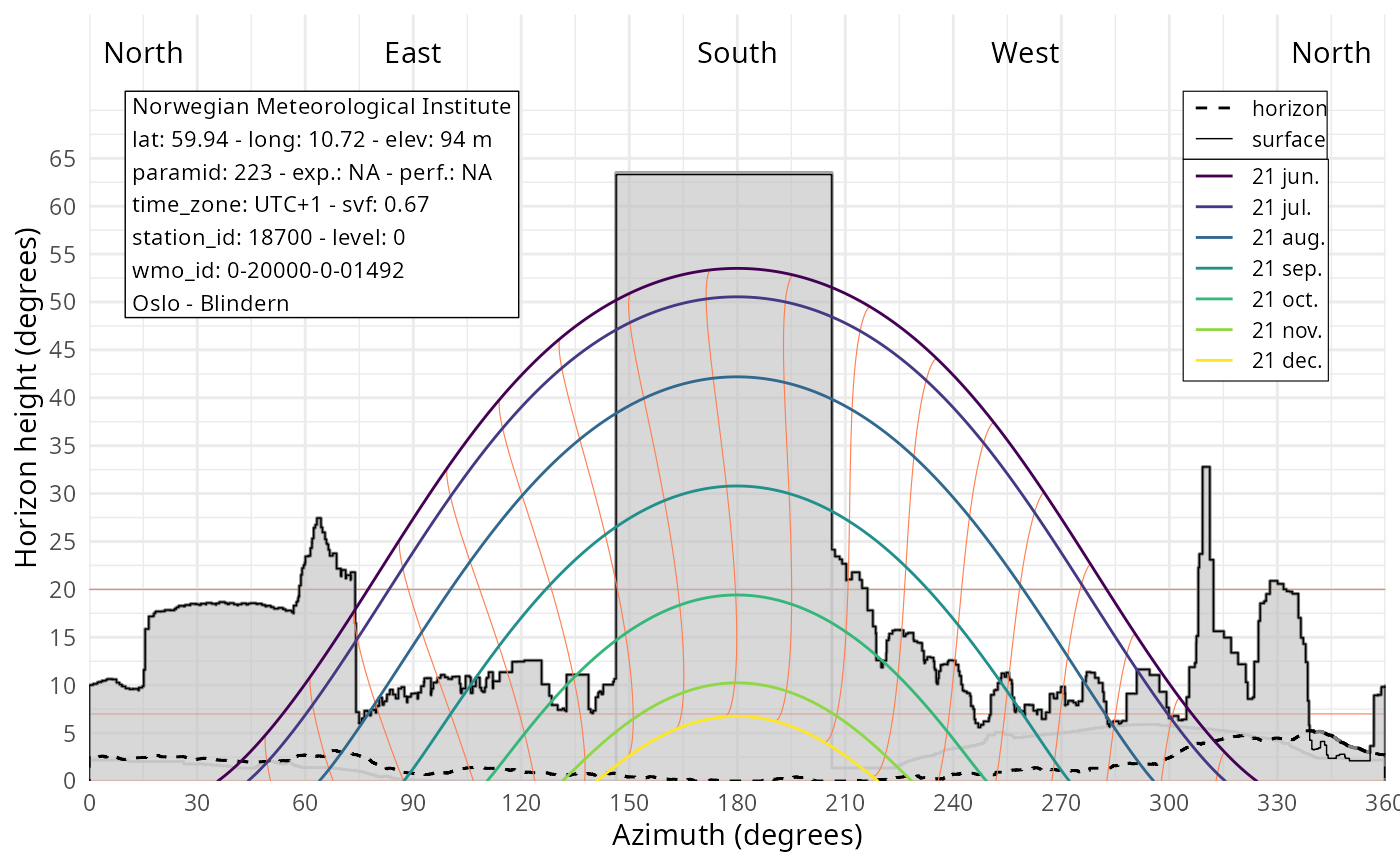 North East South West North
Norwegian Meteorological Institute
lat: 59.94 - long: 10.72 - elev: 94 m
paramid: 223 - exp.: NA - perf.: NA
time_zone: UTC+1 - svf: 0.67
station_id: 18700 - level: 0
wmo_id: 0-20000-0-01492
Oslo - Blindern
horizon
surface
21 jun.
21 jul.
21 aug.
21 sep.
21 oct.
21 nov.
21 dec.
Horizon height (degrees)
65
60
55
50
45
40
35
30
25
20
15
10
5
0
0 30 60 90 120 150 180 210 240 270 300 330 360
Azimuth (degrees)